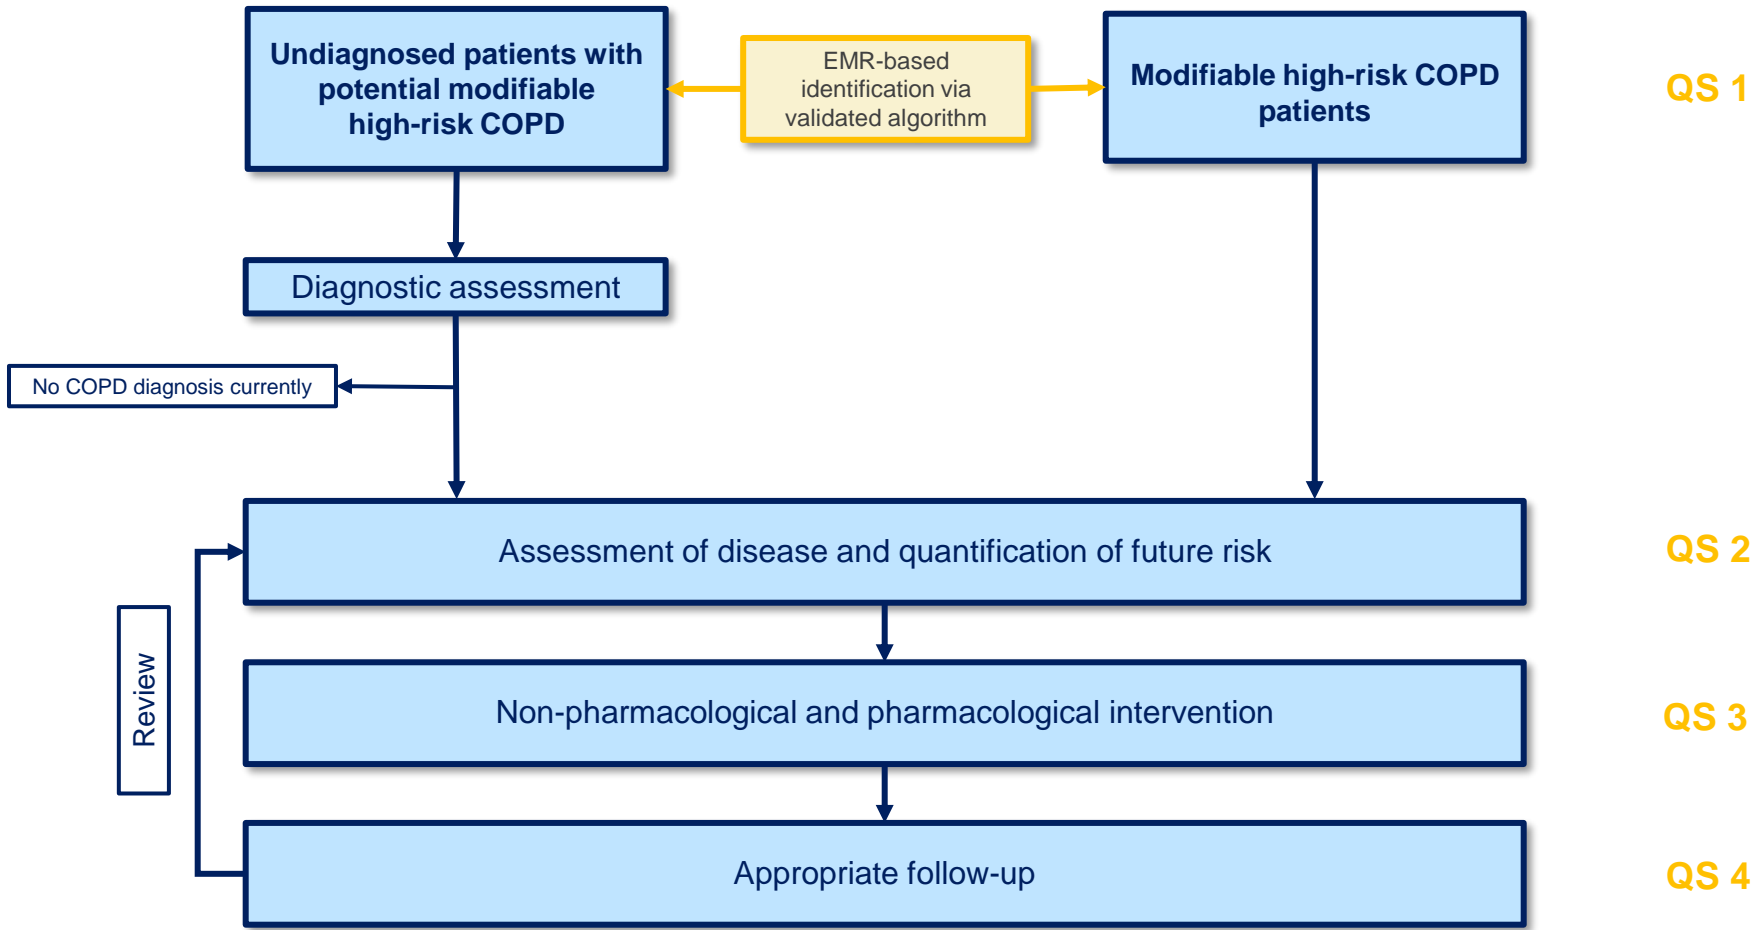 Undiagnosed patients with
potential modifiable
high-risk COPD
EMR-based
identification via
validated algorithm
Modifiable high-risk COPD
patients
QS 1
Diagnostic assessment
No COPD diagnosis currently
Assessment of disease and quantification of future risk
QS 2
Review
Non-pharmacological and pharmacological intervention
QS 3
Appropriate follow-up
QS 4